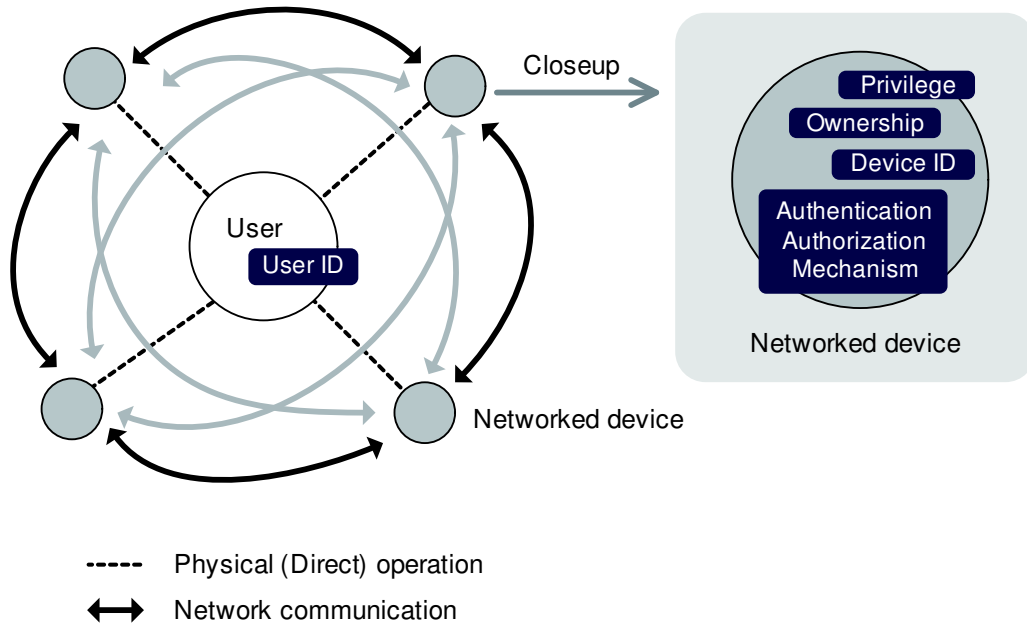 Closeup
Privilege
Ownership
Device ID
Authentication
Authorization
Mechanism
Networked device
User
User ID
Networked device
Physical (Direct) operation
Network communication